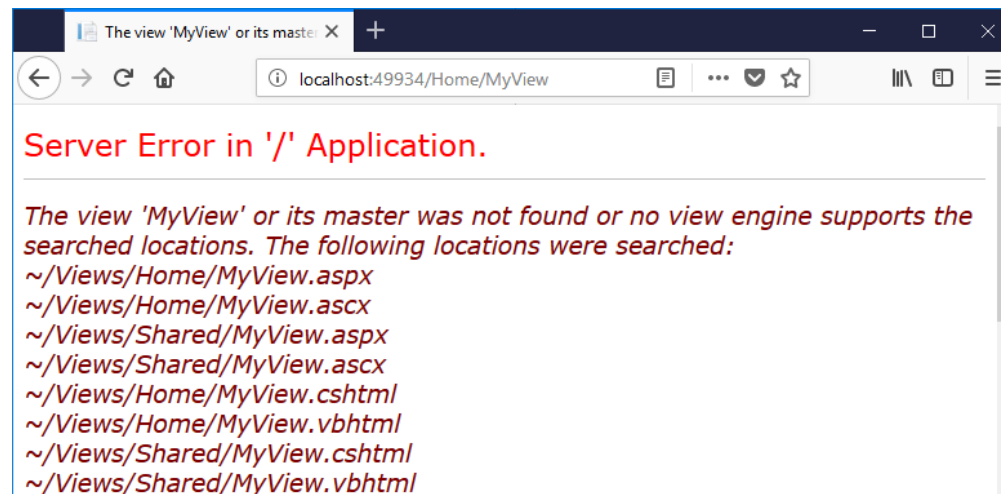 The view 'MyView' or its maste
localhost:49934/Home/MyView
Server Error in '/' Application.
The view 'MyView' or its master was not found or no view engine supports the
searched locations. The following locations were searched:
~/Views/Home/MyView.aspx
~/Views/Home/MyView.ascx
~/Views/Shared/MyView.aspx
~/Views/Shared/MyView.ascx
~/Views/Home/MyView.cshtml
~/Views/Home/MyView.vbhtml
~/Views/Shared/MyView.cshtml
~/Views/Shared/MyView.vbhtml